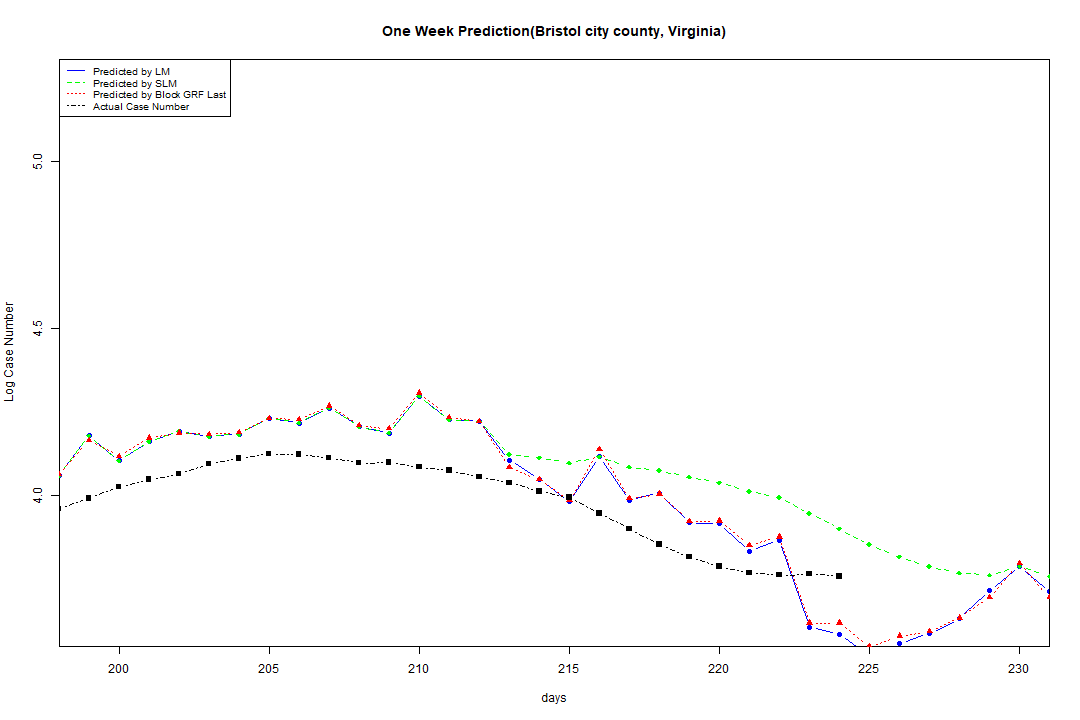 One Week Prediction(Bristol city county, Virginia)
Predicted by LM
Predicted by SLM
Predicted by Block GRF Last
Actual Case Number
5.0
4.5
4.0
Log Case Number
200 205 210 215 220 225 230
days